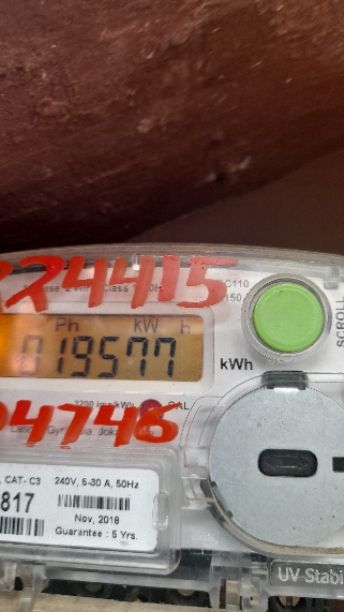 224415
C110
150
SCROLL
Ph kW h
019577
kWh
3200 imp/kWh CAL
04746
, CAT- C3 240V, 5-30 A, 50Hz
817
Nov, 2018
Guarantee : 5 Yrs.
UV Stabi